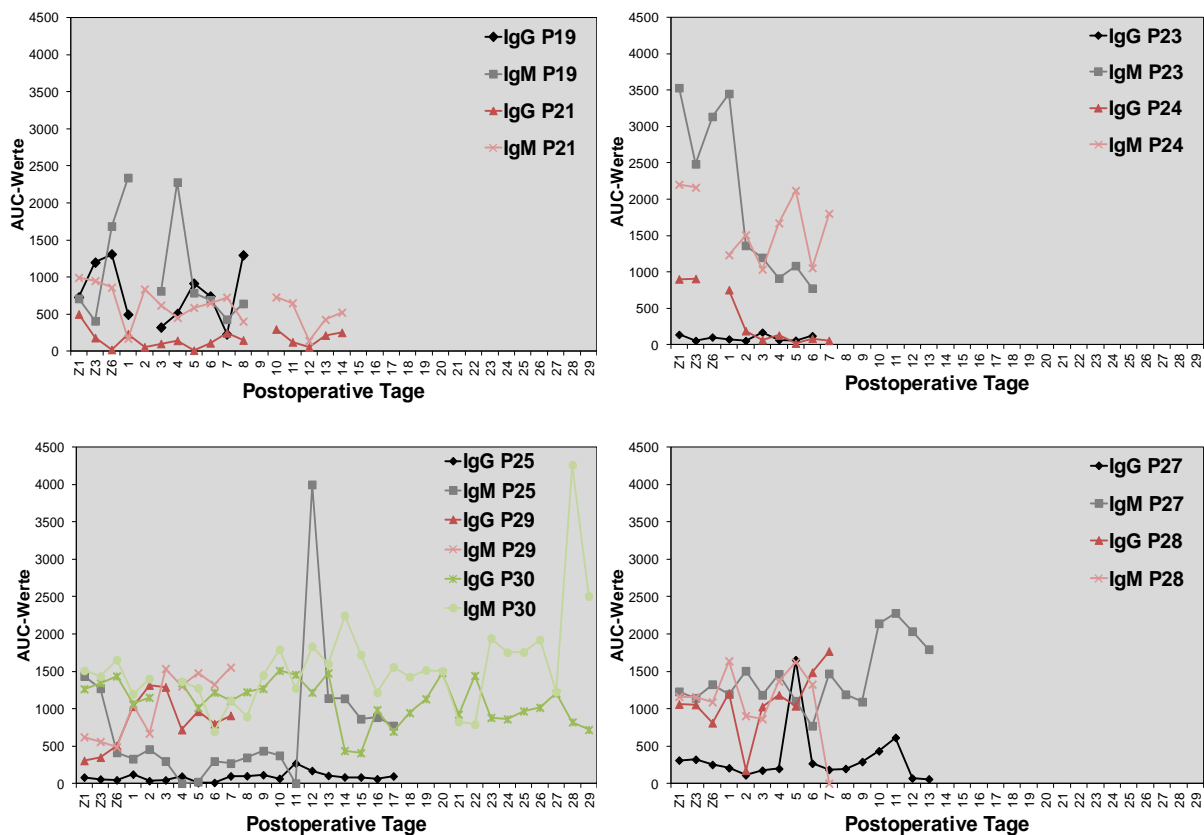 4500
4000
3500
3000
2500
2000
1500
1000
500
0
AUC-Werte
IgG P19
IgM P19
IgG P21
IgM P21
Z1 Z3 Z6 1 2 3 4 5 6 7 8 9 10 11 12 13 14 15 16 17 18 19 20 21 22 23 24 25 26 27 28 29
Postoperative Tage
4500
4000
3500
3000
2500
2000
1500
1000
500
0
AUC-Werte
IgG P23
IgM P23
IgG P24
IgM P24
Z1 Z3 Z6 1 2 3 4 5 6 7 8 9 10 11 12 13 14 15 16 17 18 19 20 21 22 23 24 25 26 27 28 29
Postoperative Tage
4500
4000
3500
3000
2500
2000
1500
1000
500
0
AUC-Werte
IgG P25
IgM P25
IgG P29
IgM P29
IgG P30
IgM P30
Z1 Z3 Z6 1 2 3 4 5 6 7 8 9 10 11 12 13 14 15 16 17 18 19 20 21 22 23 24 25 26 27 28 29
Postoperative Tage
4500
4000
3500
3000
2500
2000
1500
1000
500
0
AUC-Werte
IgG P27
IgM P27
IgG P28
IgM P28
Z1 Z3 Z6 1 2 3 4 5 6 7 8 9 10 11 12 13 14 15 16 17 18 19 20 21 22 23 24 25 26 27 28 29
Postoperative Tage